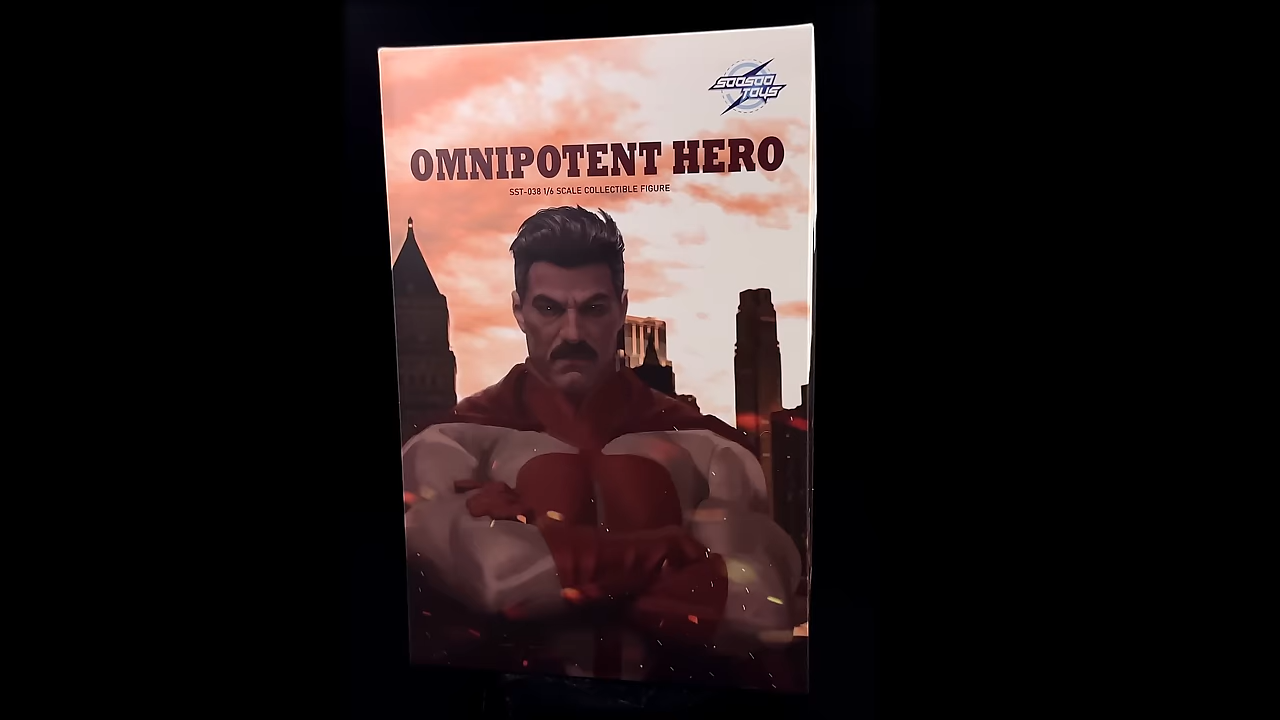 SOOSOO
TOYS
OMNIPOTENT HERO
SST-038 1/6 SCALE COLLECTIBLE FIGURE